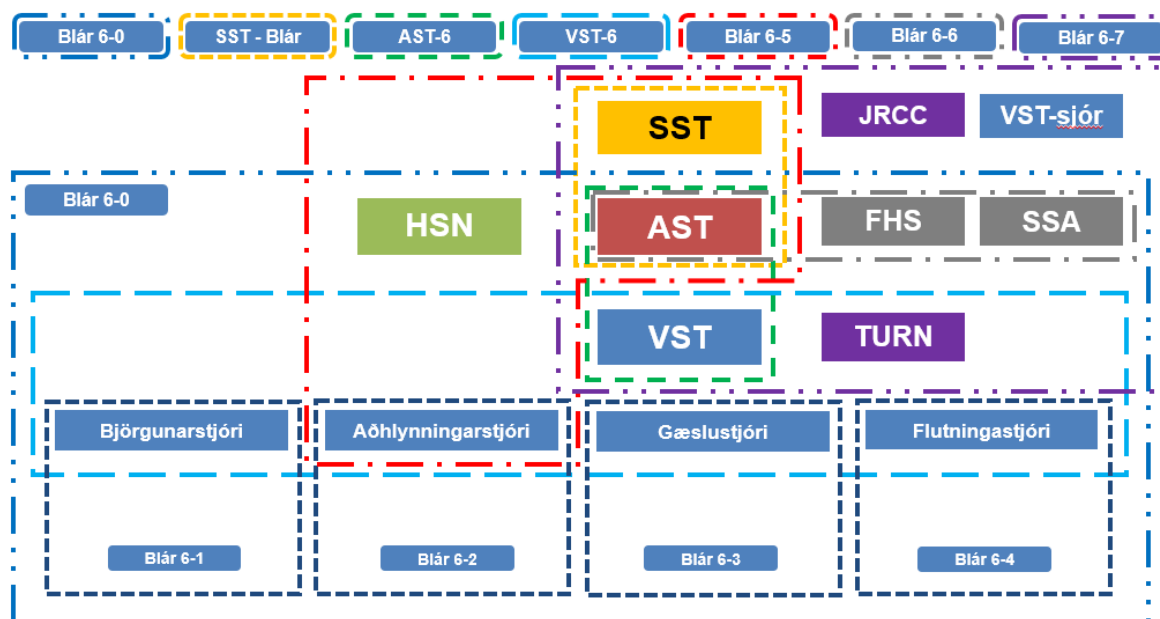 Blár 6-0
SST - Blár
AST-6
VST-6
Blár 6-5
Blár 6-6
Blár 6-7
SST
JRCC
VST-sjór
Blár 6-0
HSN
AST
FHS
SSA
VST
TURN
Björgunarstjóri
Aðhlynningarstjóri
Gæslustjóri
Flutningastjóri
Blár 6-1
Blár 6-2
Blár 6-3
Blár 6-4